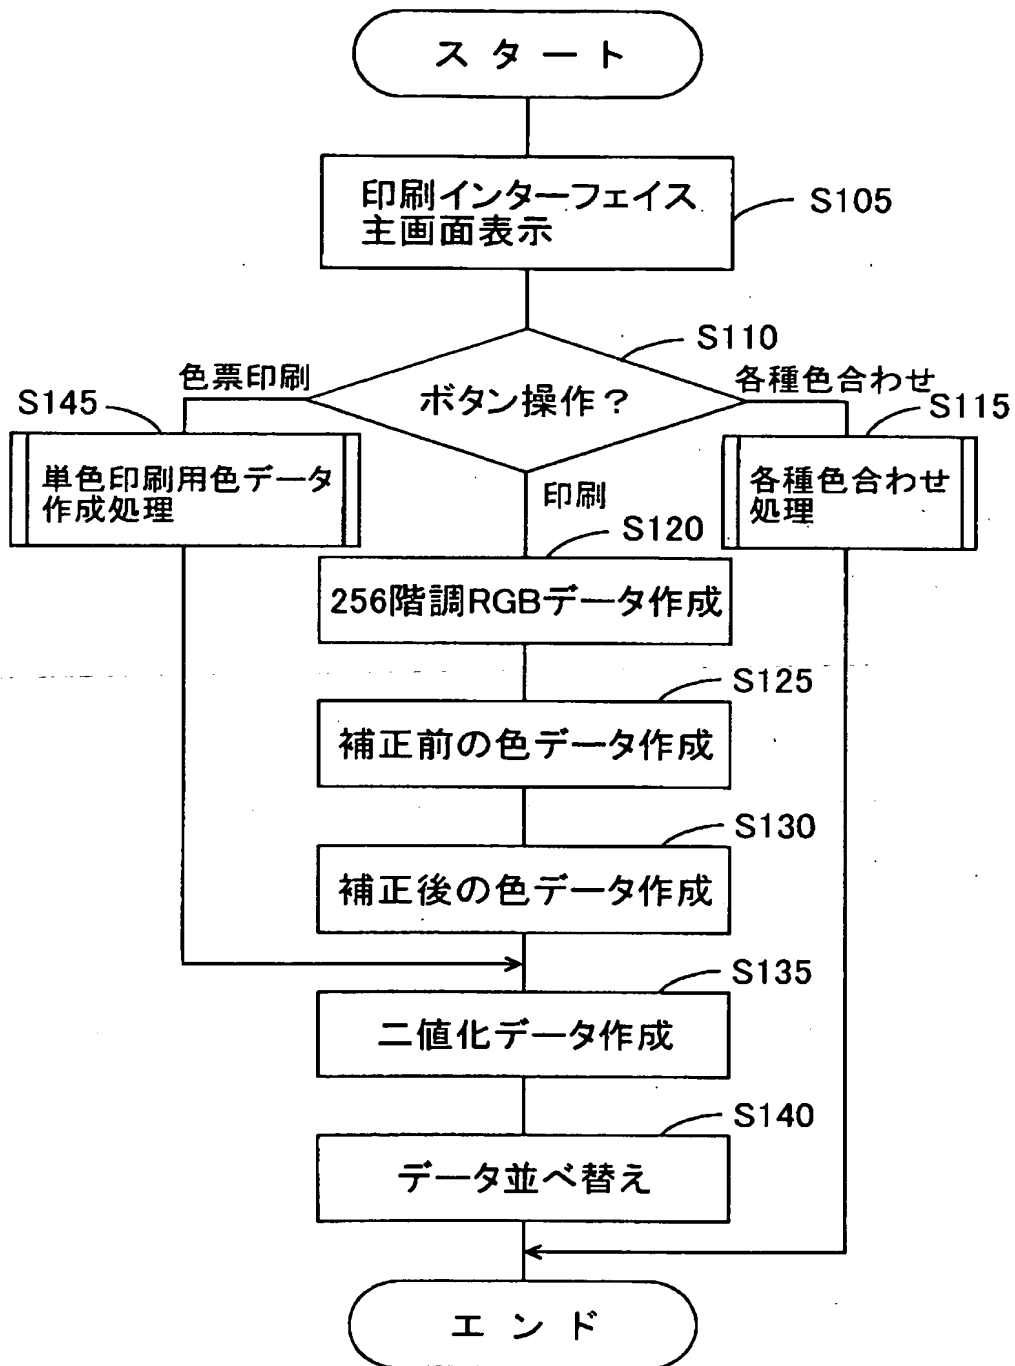 スタート
印刷インターフェイス
主画面表示
S105
S110
ボタン操作？
色票印刷
各種色合わせ
S145
S115
単色印刷用色データ
作成処理
印刷
各種色合わせ
処理
S120
256階調RGBデータ作成
S125
補正前の色データ作成
S130
補正後の色データ作成
S135
二値化データ作成
S140
データ並べ替え
エンド